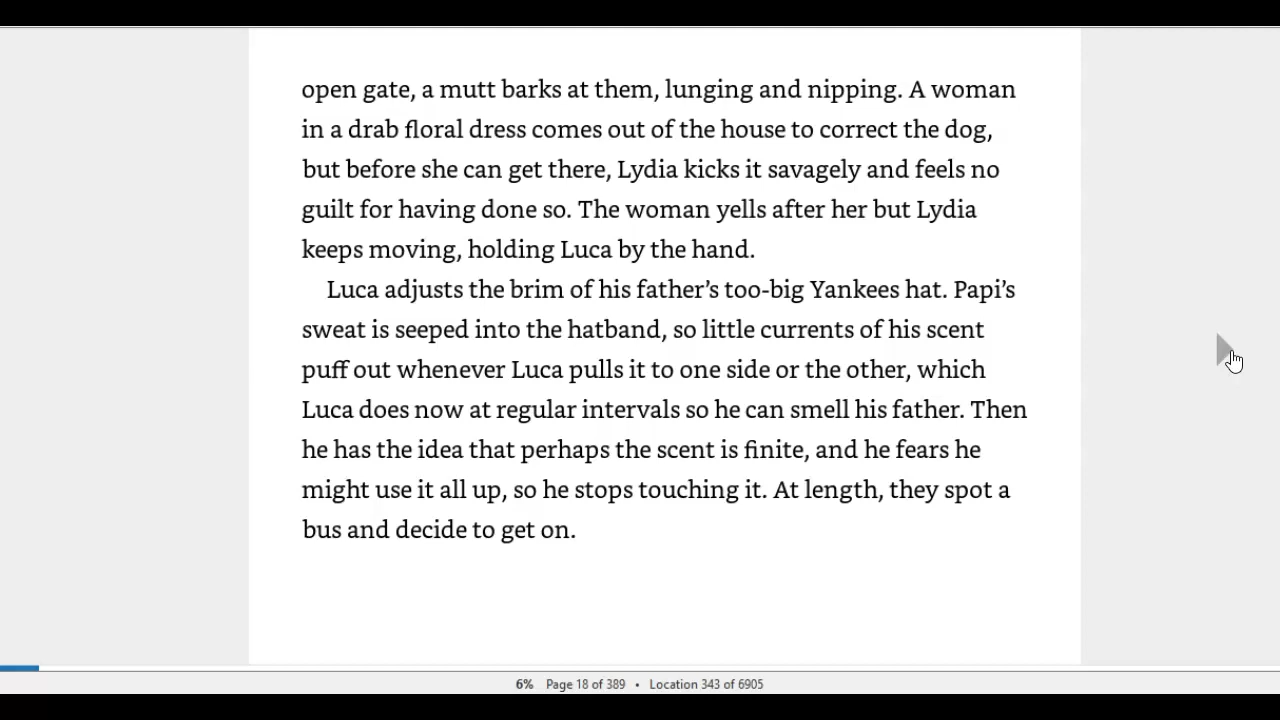 open gate, a mutt barks at them, lunging and nipping. A woman
in a drab floral dress comes out of the house to correct the dog,
but before she can get there, Lydia kicks it savagely and feels no
guilt for having done so. The woman yells after her but Lydia
keeps moving, holding Luca by the hand.
Luca adjusts the brim of his father’s too-big Yankees hat. Papi’s
sweat is seeped into the hatband, so little currents of his scent
puff out whenever Luca pulls it to one side or the other, which
Luca does now at regular intervals so he can smell his father. Then
he has the idea that perhaps the scent is finite, and he fears he
might use it all up, so he stops touching it. At length, they spot a
bus and decide to get on.
6% Page 18 of 389 • Location 343 of 6905